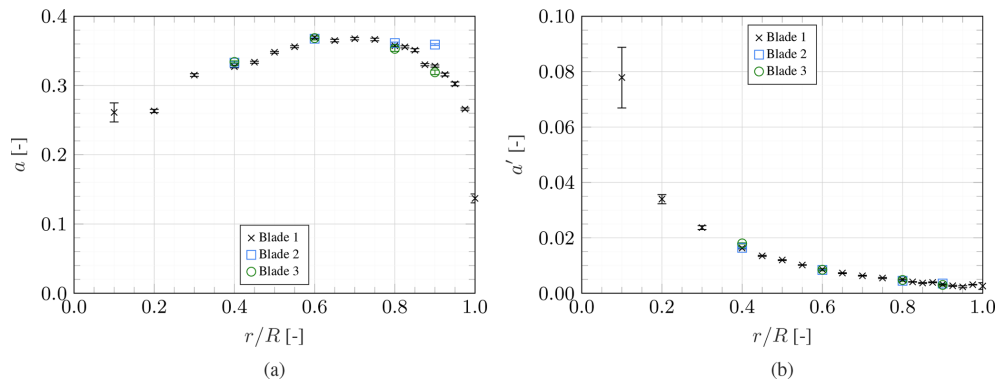 0.4
0.3
0.2
0.1
0.0
a [-]
0.0 0.2 0.4 0.6 0.8 1.0
r/R [-]
Blade 1
Blade 2
Blade 3
(a)
0.10
0.08
0.06
0.04
0.02
0.00
a′ [-]
0.0 0.2 0.4 0.6 0.8 1.0
r/R [-]
Blade 1
Blade 2
Blade 3
(b)